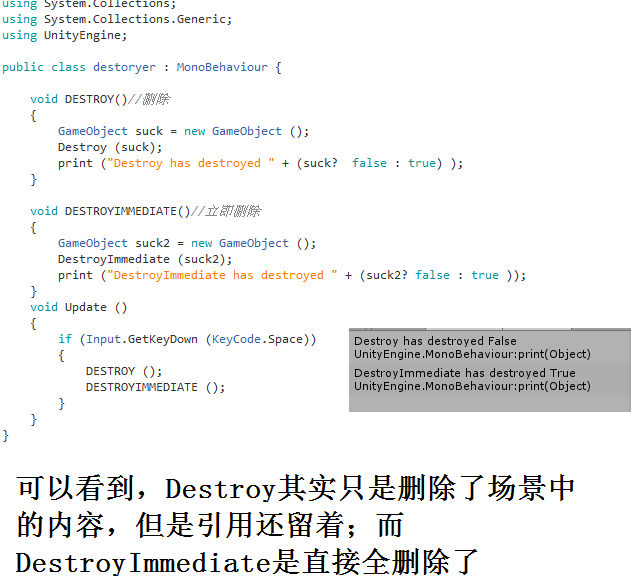 using System.Collections;
using System.Collections.Generic;
using UnityEngine;
public class destoryer : MonoBehaviour {
void DESTROY()//删除
{
GameObject suck = new GameObject ();
Destroy (suck);
print ("Destroy has destroyed " + (suck?  false : true) );
}
void DESTROYIMMEDIATE()//立即删除
{
GameObject suck2 = new GameObject ();
DestroyImmediate (suck2);
print ("DestroyImmediate has destroyed " + (suck2? false : true ));
}
void Update ()
{
if (Input.GetKeyDown (KeyCode.Space))
{
DESTROY ();
DESTROYIMMEDIATE ();
}
}
}
Destroy has destroyed False
UnityEngine.MonoBehaviour:print(Object)
DestroyImmediate has destroyed True
UnityEngine.MonoBehaviour:print(Object)
可以看到，Destroy其实只是删除了场景中
的内容，但是引用还留着；而
DestroyImmediate是直接全删除了